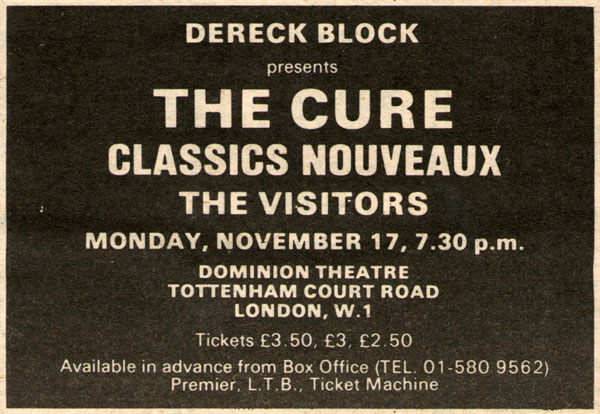 DERECK BLOCK
presents
THE CURE
CLASSICS NOUVEAUX
THE VISITORS
MONDAY, NOVEMBER 17, 7.30 p.m.
DOMINION THEATRE
TOTTENHAM COURT ROAD
LONDON, W.1
Tickets £3.50, £3, £2.50
Available in advance from Box Office (TEL. 01-580 9562)
Premier, L.T.B., Ticket Machine